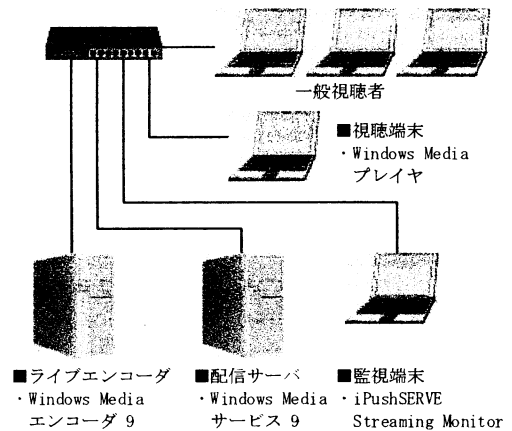 一般視聴者
■視聴端末
・Windows Media
プレイヤ
■ライブエンコーダ
・Windows Media
エンコーダ 9
■配信サーバ
・Windows Media
サービス 9
■監視端末
・iPushSERVE
Streaming Monitor